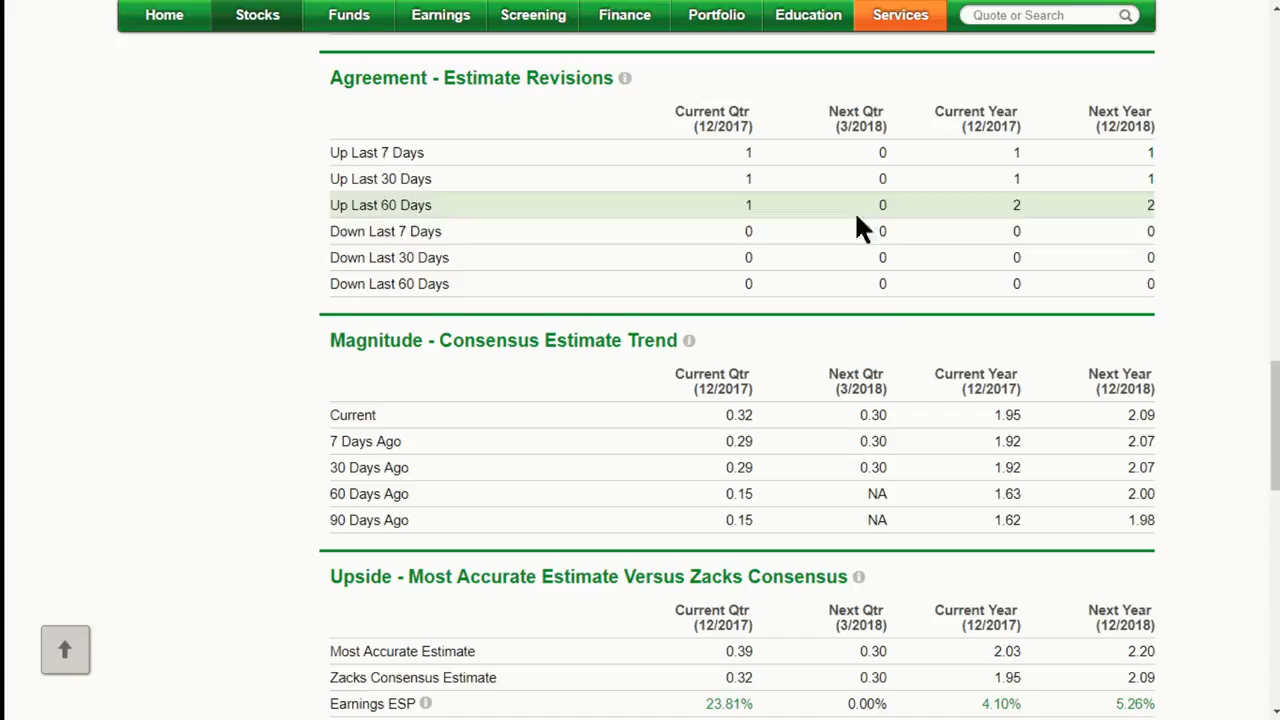 Home Stocks Funds Earnings Screening Finance Portfolio Education Services Quote or Search
Agreement - Estimate Revisions
Current Qtr Next Qtr Current Year Next Year
(12/2017) (3/2018) (12/2017) (12/2018)
Up Last 7 Days 1 0 1 1
Up Last 30 Days 1 0 1 1
Up Last 60 Days 1 0 2 2
Down Last 7 Days 0 0 0 0
Down Last 30 Days 0 0 0 0
Down Last 60 Days 0 0 0 0
Magnitude - Consensus Estimate Trend
Current Qtr Next Qtr Current Year Next Year
(12/2017) (3/2018) (12/2017) (12/2018)
Current 0.32 0.30 1.95 2.09
7 Days Ago 0.29 0.30 1.92 2.07
30 Days Ago 0.29 0.30 1.92 2.07
60 Days Ago 0.15 NA 1.63 2.00
90 Days Ago 0.15 NA 1.62 1.98
Upside - Most Accurate Estimate Versus Zacks Consensus
Current Qtr Next Qtr Current Year Next Year
(12/2017) (3/2018) (12/2017) (12/2018)
Most Accurate Estimate 0.39 0.30 2.03 2.20
Zacks Consensus Estimate 0.32 0.30 1.95 2.09
Earnings ESP 23.81% 0.00% 4.10% 5.26%